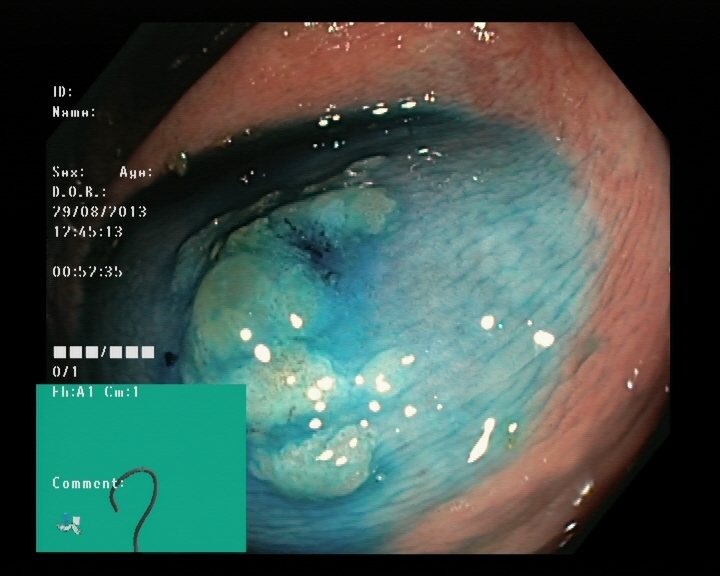 ID:
Name:
Sex: Age:
D.O.B.:
29/08/2013
12:45:13
00:52:35
■■■/■■■
0/1
Eh:A1 Cm:1
Comment: